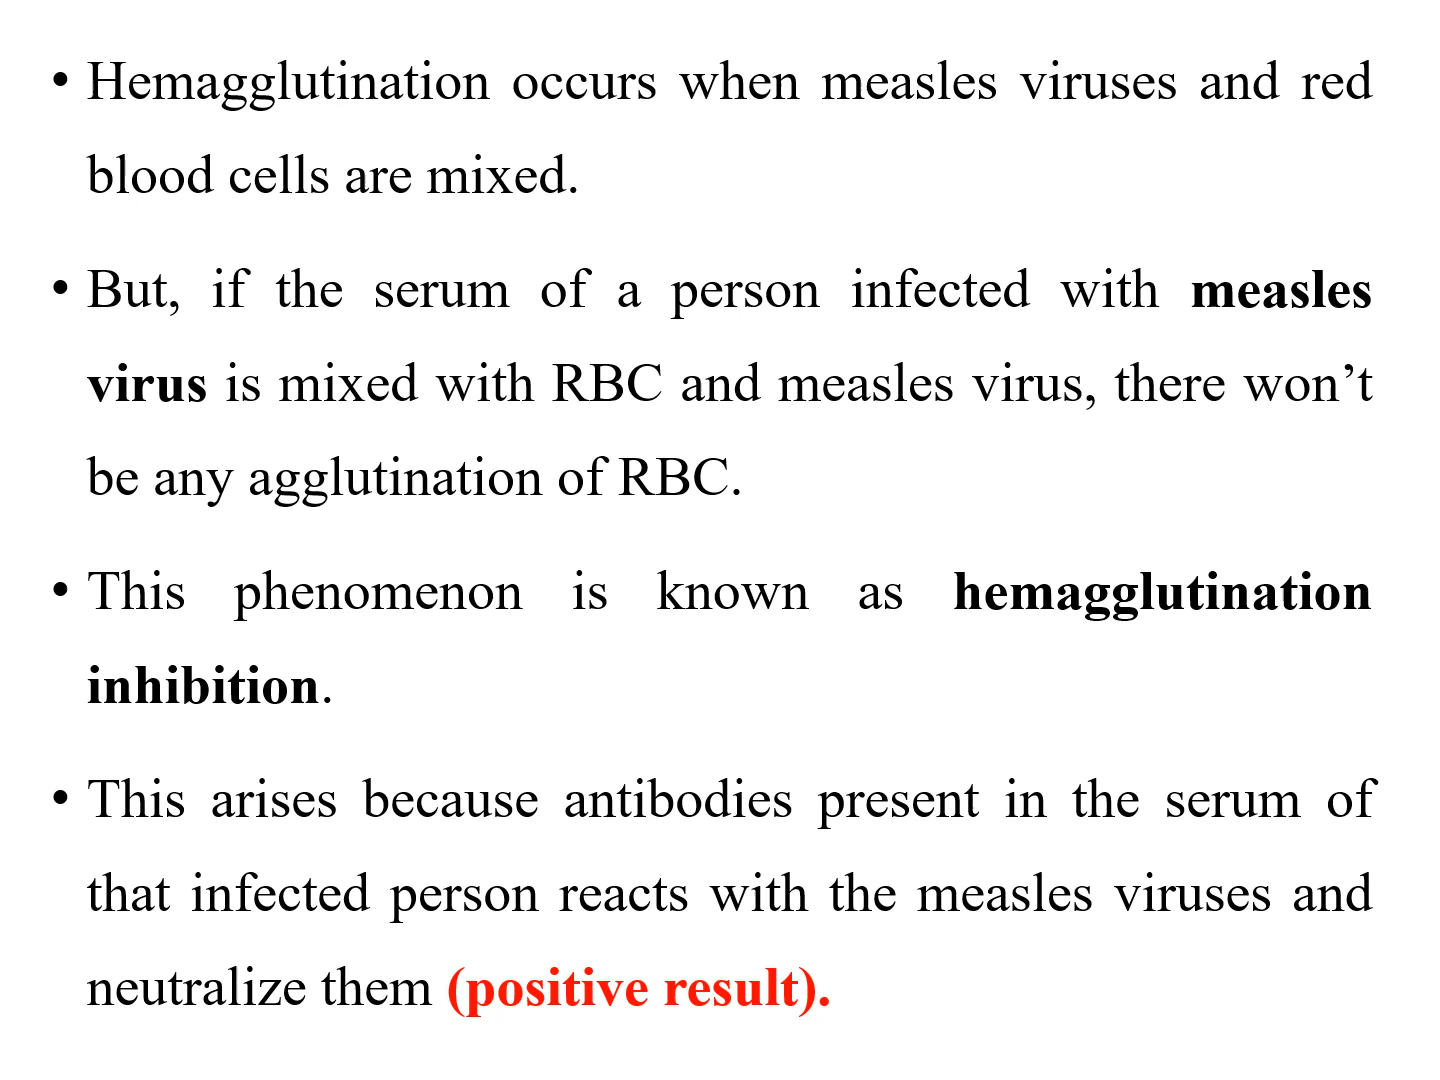 • Hemagglutination occurs when measles viruses and red
blood cells are mixed.
• But, if the serum of a person infected with measles
virus is mixed with RBC and measles virus, there won’t
be any agglutination of RBC.
• This phenomenon is known as hemagglutination
inhibition.
• This arises because antibodies present in the serum of
that infected person reacts with the measles viruses and
neutralize them (positive result).